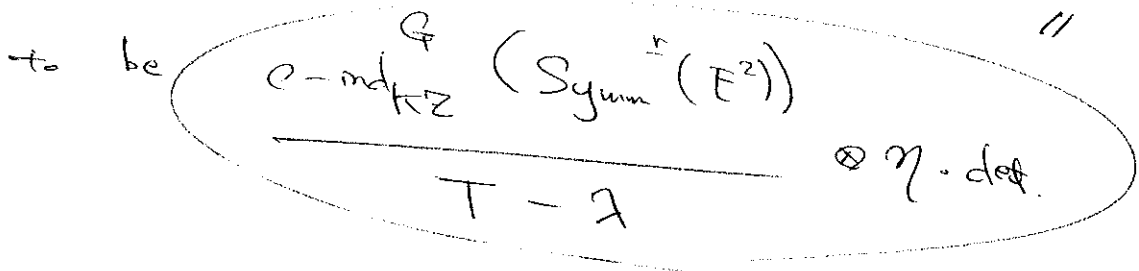 to be c-ind_{KZ}^{G} (Symm^{r} (E^2))
T - λ
⊗ η · det.
"